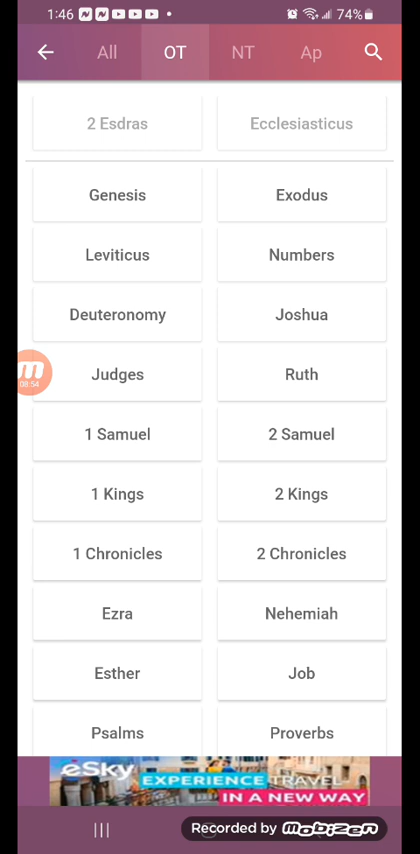 1:46 74%
All OT NT Ap
2 Esdras Ecclesiasticus
Genesis Exodus
Leviticus Numbers
Deuteronomy Joshua
Judges Ruth
08:54
1 Samuel 2 Samuel
1 Kings 2 Kings
1 Chronicles 2 Chronicles
Ezra Nehemiah
Esther Job
Psalms Proverbs
eSky EXPERIENCE TRAVEL
IN A NEW WAY
Recorded by mobizen